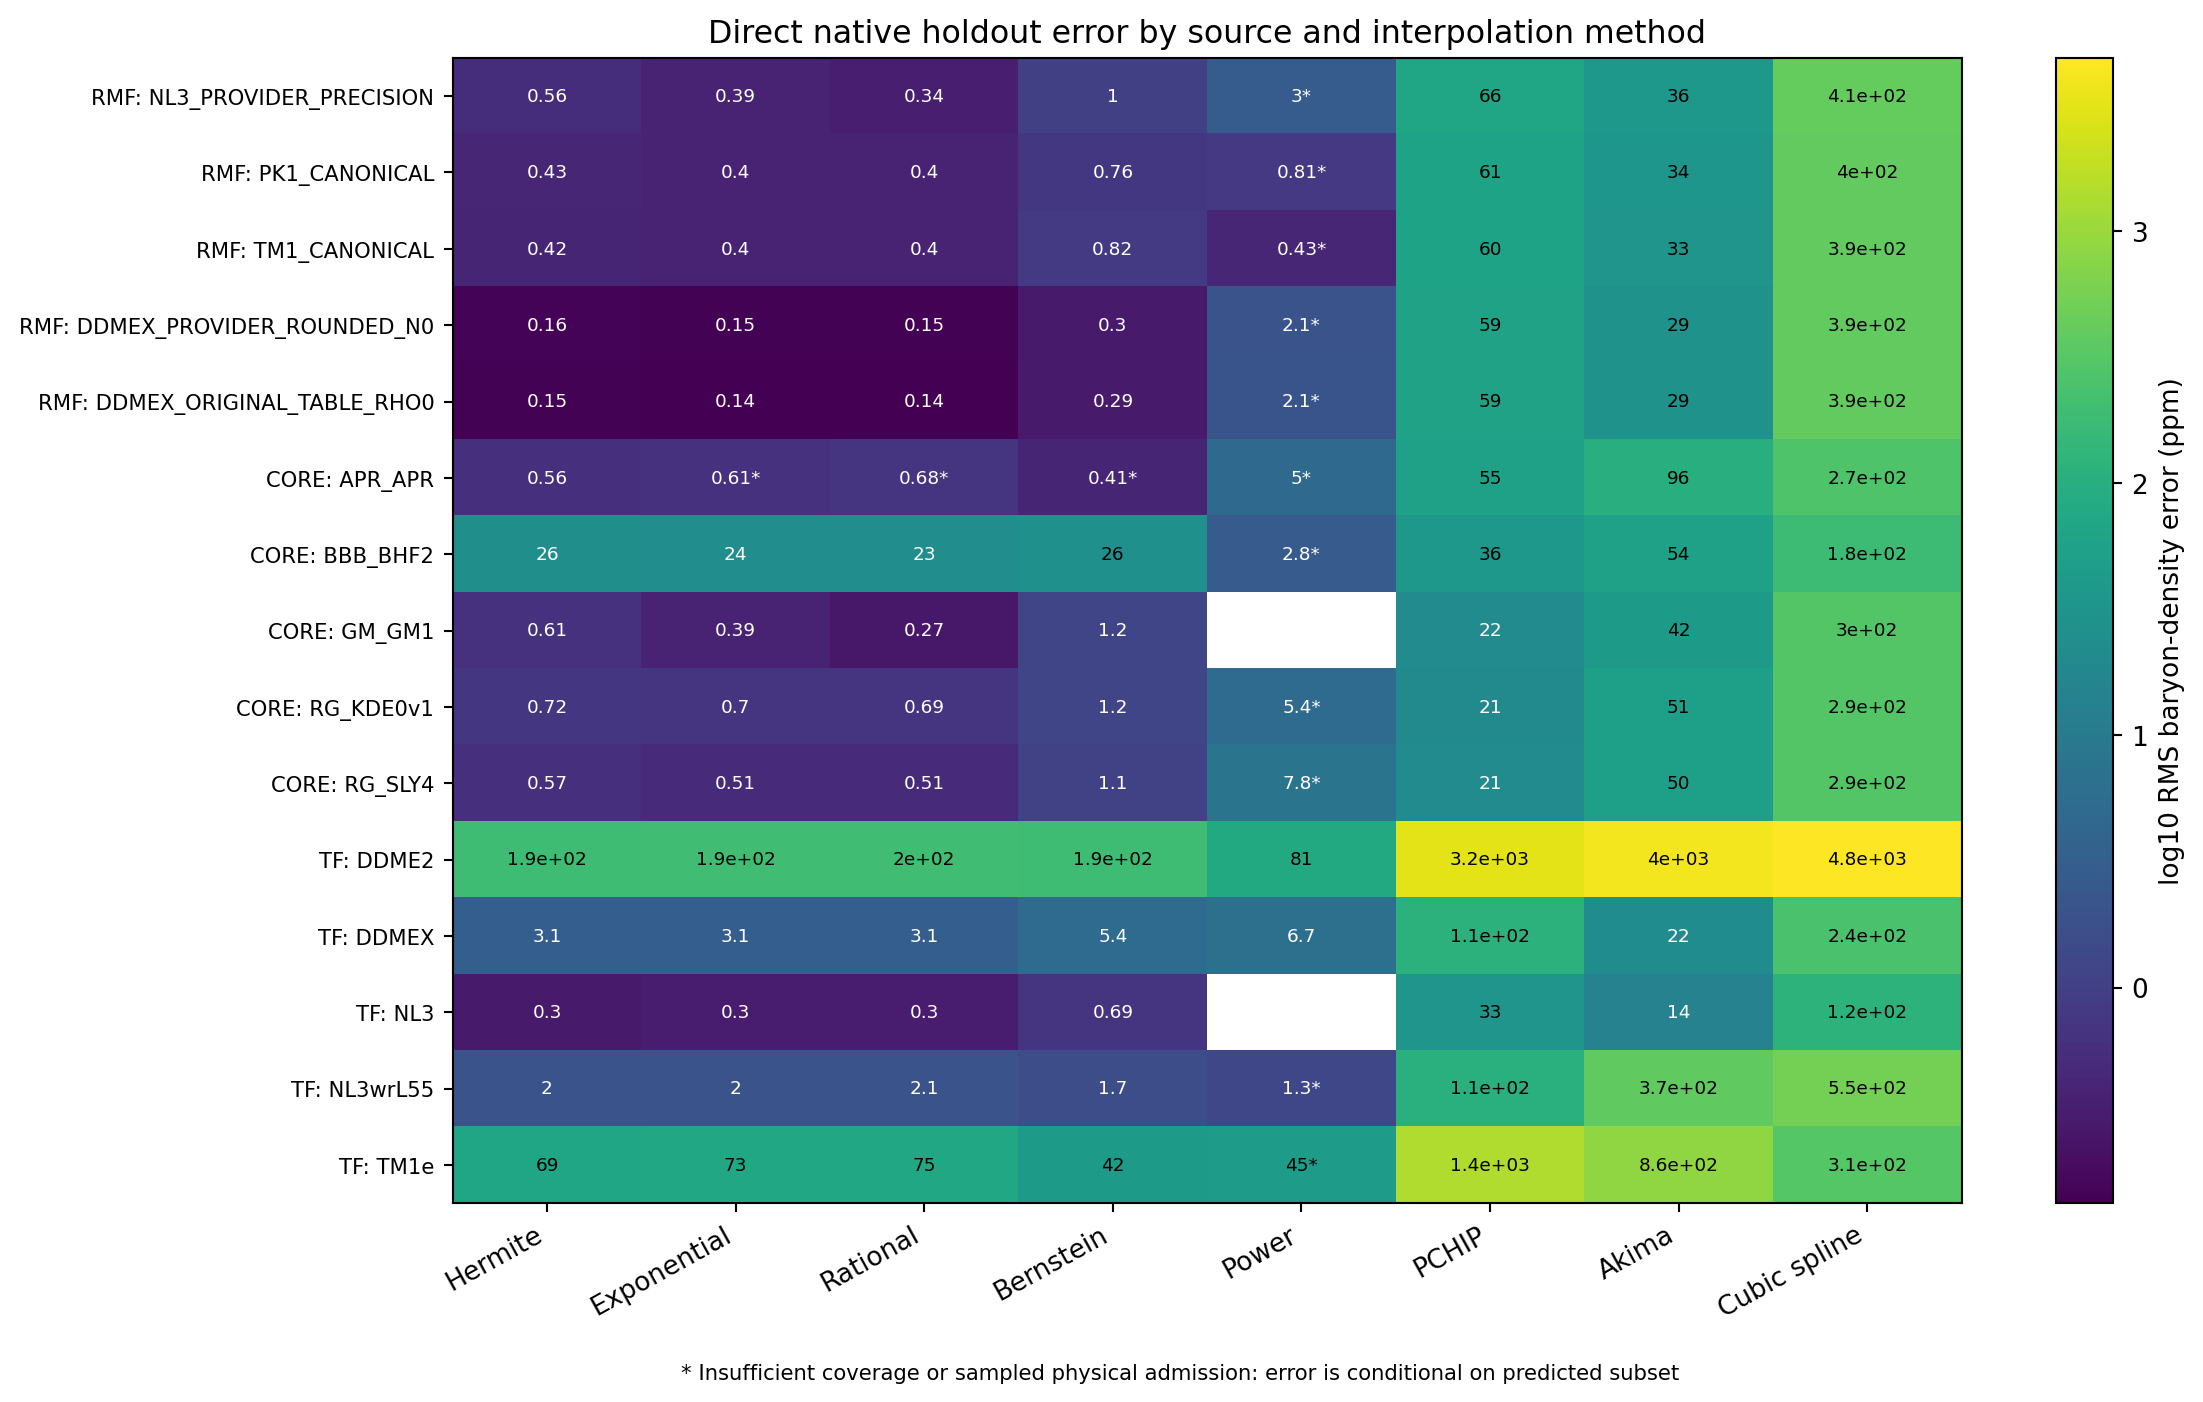 Direct native holdout error by source and interpolation method
RMF: NL3_PROVIDER_PRECISION 0.56 0.39 0.34 1 3* 66 36 4.1e+02
RMF: PK1_CANONICAL 0.43 0.4 0.4 0.76 0.81* 61 34 4e+02
RMF: TM1_CANONICAL 0.42 0.4 0.4 0.82 0.43* 60 33 3.9e+02
RMF: DDMEX_PROVIDER_ROUNDED_N0 0.16 0.15 0.15 0.3 2.1* 59 29 3.9e+02
RMF: DDMEX_ORIGINAL_TABLE_RHO0 0.15 0.14 0.14 0.29 2.1* 59 29 3.9e+02
CORE: APR_APR 0.56 0.61* 0.68* 0.41* 5* 55 96 2.7e+02
CORE: BBB_BHF2 26 24 23 26 2.8* 36 54 1.8e+02
CORE: GM_GM1 0.61 0.39 0.27 1.2 22 42 3e+02
CORE: RG_KDE0v1 0.72 0.7 0.69 1.2 5.4* 21 51 2.9e+02
CORE: RG_SLY4 0.57 0.51 0.51 1.1 7.8* 21 50 2.9e+02
TF: DDME2 1.9e+02 1.9e+02 2e+02 1.9e+02 81 3.2e+03 4e+03 4.8e+03
TF: DDMEX 3.1 3.1 3.1 5.4 6.7 1.1e+02 22 2.4e+02
TF: NL3 0.3 0.3 0.3 0.69 33 14 1.2e+02
TF: NL3wrL55 2 2 2.1 1.7 1.3* 1.1e+02 3.7e+02 5.5e+02
TF: TM1e 69 73 75 42 45* 1.4e+03 8.6e+02 3.1e+02
Hermite Exponential Rational Bernstein Power PCHIP Akima Cubic spline
3
2
1
0
log10 RMS baryon-density error (ppm)
* Insufficient coverage or sampled physical admission: error is conditional on predicted subset